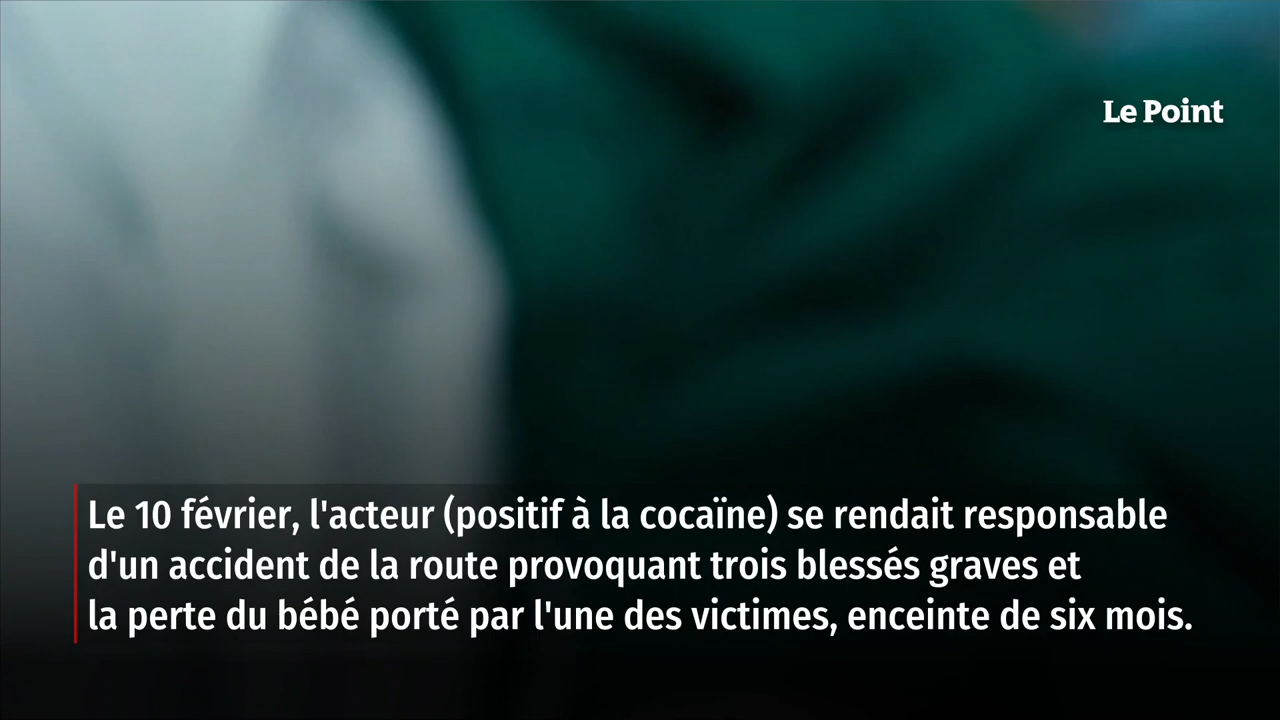 Le Point
Le 10 février, l'acteur (positif à la cocaïne) se rendait responsable
d'un accident de la route provoquant trois blessés graves et
la perte du bébé porté par l'une des victimes, enceinte de six mois.